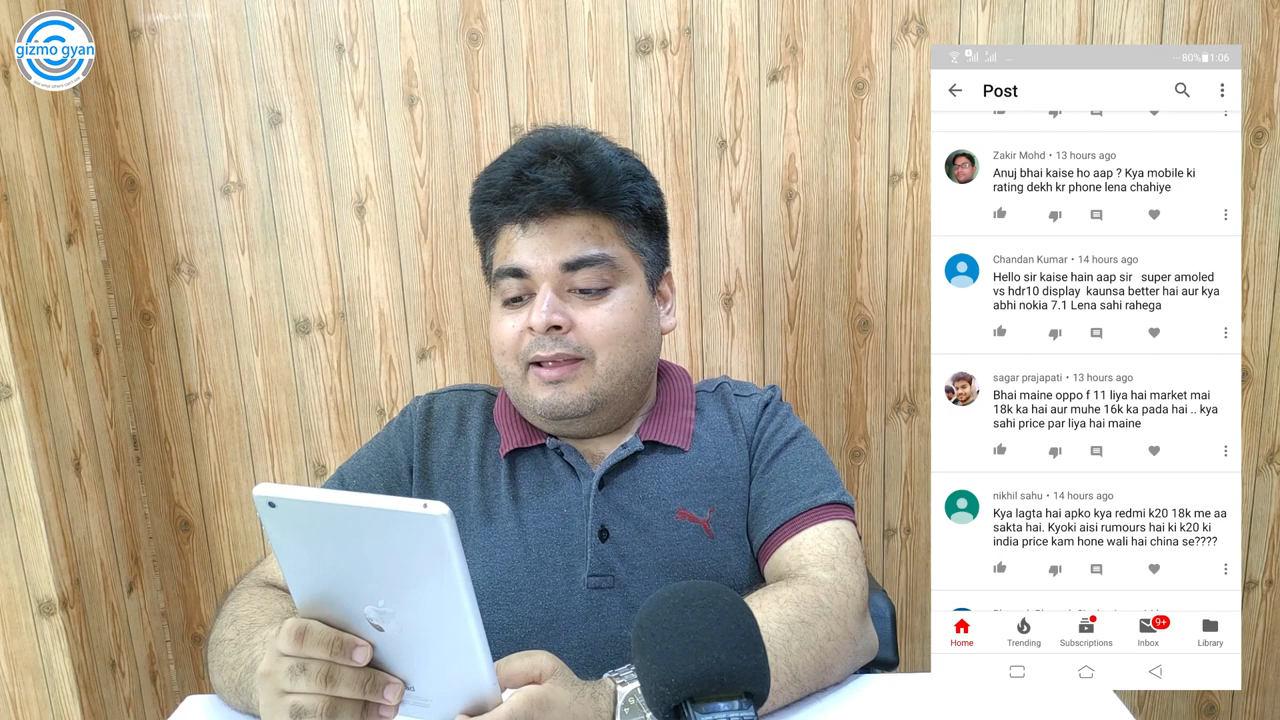 gizmo gyan
80% 1:06
Post
Zakir Mohd • 13 hours ago
Anuj bhai kaise ho aap ? Kya mobile ki
rating dekh kr phone lena chahiye
Chandan Kumar • 14 hours ago
Hello sir kaise hain aap sir super amoled
vs hdr10 display kaunsa better hai aur kya
abhi nokia 7.1 Lena sahi rahega
sagar prajapati • 13 hours ago
Bhai maine oppo f 11 liya hai market mai
18k ka hai aur muhe 16k ka pada hai .. kya
sahi price par liya hai maine
nikhil sahu • 14 hours ago
Kya lagta hai apko kya redmi k20 18k me aa
sakta hai. Kyoki aisi rumours hai ki k20 ki
india price kam hone wali hai china se????
9+
Home Trending Subscriptions Inbox Library